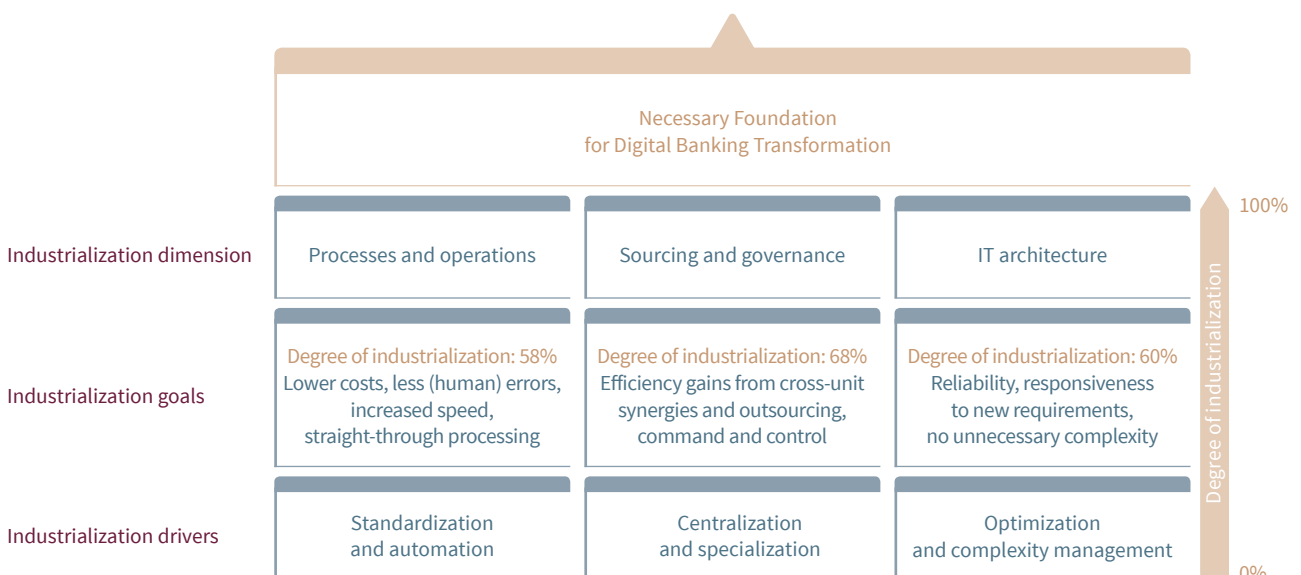 Necessary Foundation
for Digital Banking Transformation
100%
Industrialization dimension
Processes and operations
Sourcing and governance
IT architecture
Degree of industrialization
Industrialization goals
Degree of industrialization: 58%
Lower costs, less (human) errors,
increased speed,
straight-through processing
Degree of industrialization: 68%
Efficiency gains from cross-unit
synergies and outsourcing,
command and control
Degree of industrialization: 60%
Reliability, responsiveness
to new requirements,
no unnecessary complexity
Industrialization drivers
Standardization
and automation
Centralization
and specialization
Optimization
and complexity management
0%